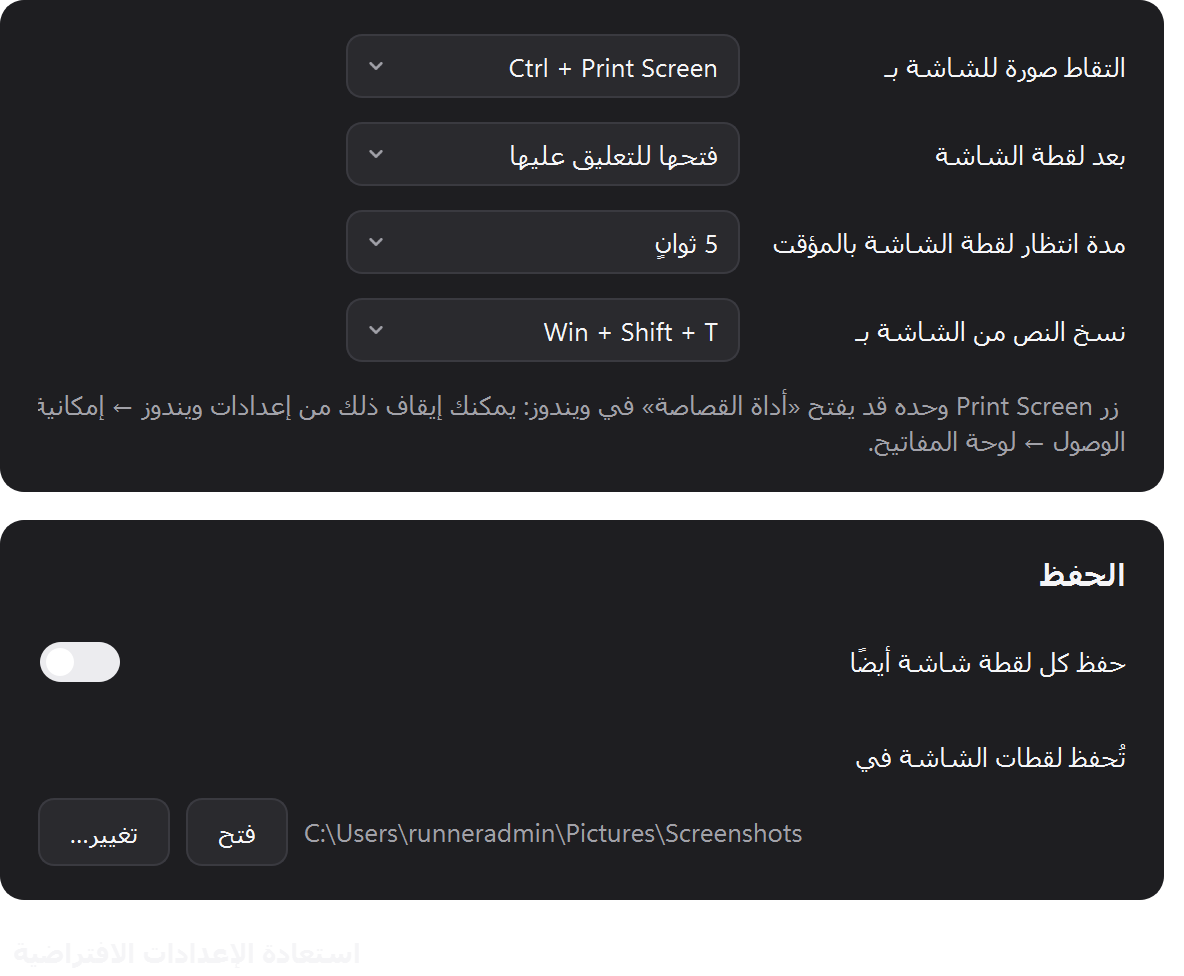 التقاط صورة للشاشة بـ
Ctrl + Print Screen
بعد لقطة الشاشة
فتحها للتعليق عليها
مدة انتظار لقطة الشاشة بالمؤقت
5 ثوانٍ
نسخ النص من الشاشة بـ
Win + Shift + T
زر Print Screen وحده قد يفتح «أداة القصاصة» في ويندوز: يمكنك إيقاف ذلك من إعدادات ويندوز ← إمكانية
الوصول ← لوحة المفاتيح.
الحفظ
حفظ كل لقطة شاشة أيضًا
تُحفظ لقطات الشاشة في
C:\Users\runneradmin\Pictures\Screenshots
فتح
تغيير...
استعادة الإعدادات الافتراضية